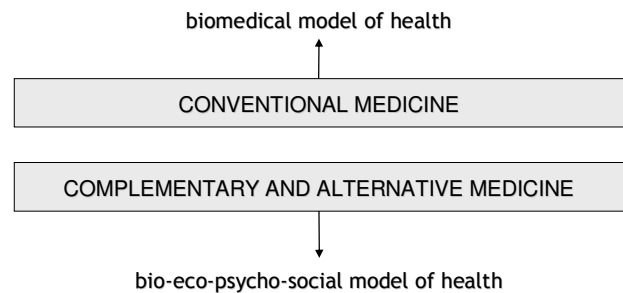 biomedical model of health
CONVENTIONAL MEDICINE
COMPLEMENTARY AND ALTERNATIVE MEDICINE
bio-eco-psycho-social model of health